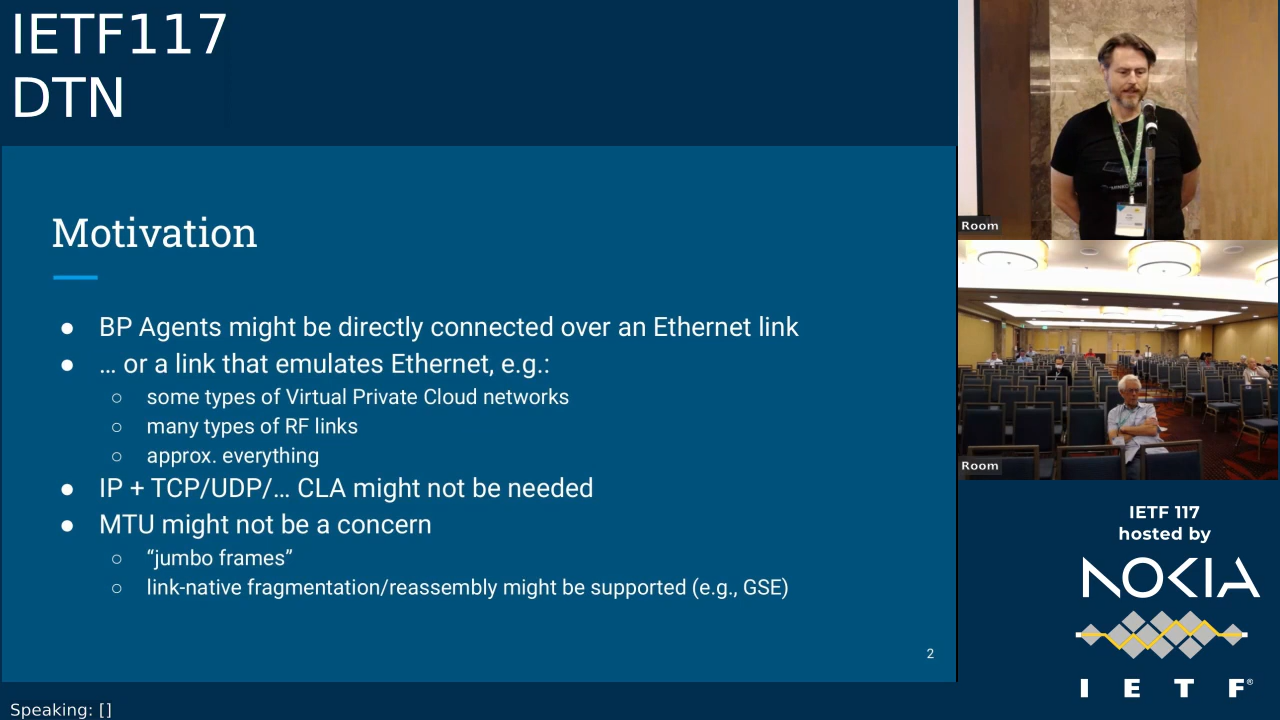 IETF117
DTN
Motivation
● BP Agents might be directly connected over an Ethernet link
● … or a link that emulates Ethernet, e.g.:
○ some types of Virtual Private Cloud networks
○ many types of RF links
○ approx. everything
● IP + TCP/UDP/… CLA might not be needed
● MTU might not be a concern
○ “jumbo frames”
○ link-native fragmentation/reassembly might be supported (e.g., GSE)
2
Speaking: []
Room
Room
IETF 117
hosted by
NOKIA
I E T F®